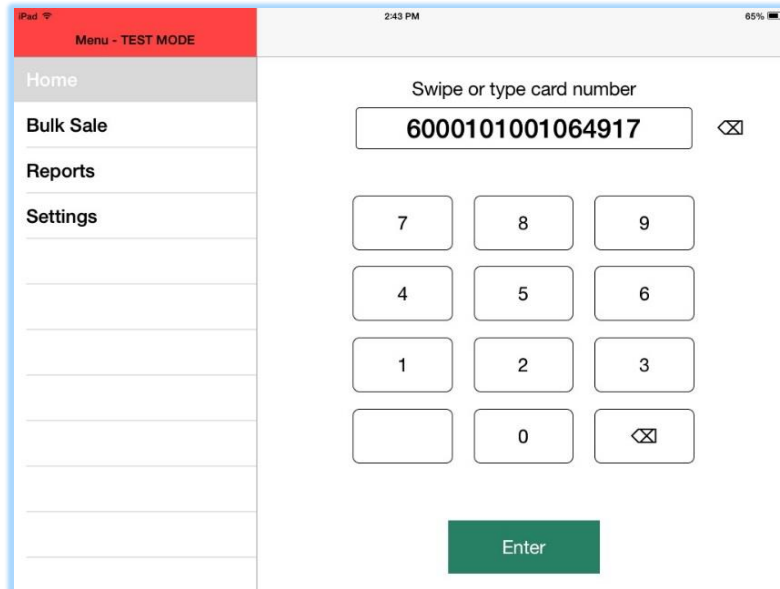 iPad 2:43 PM 65%
Menu - TEST MODE
Home
Bulk Sale
Reports
Settings
Swipe or type card number
6000101001064917
7 8 9
4 5 6
1 2 3
0
Enter